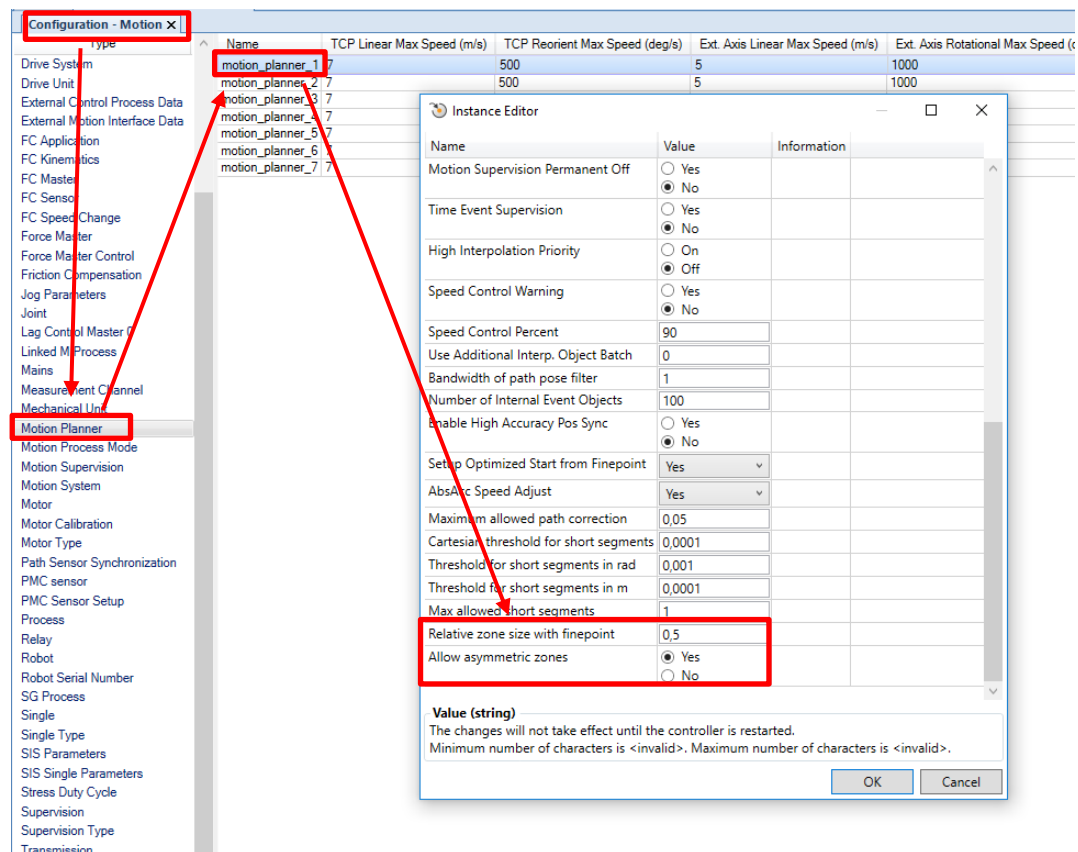 Configuration - Motion X
Type
Drive System
Drive Unit
External Control Process Data
External Motion Interface Data
FC Application
FC Kinematics
FC Master
FC Sensor
FC Speed Change
Force Master
Force Master Control
Friction Compensation
Jog Parameters
Joint
Lag Control Master 0
Linked M Process
Mains
Measurement Channel
Mechanical Unit
Motion Planner
Motion Process Mode
Motion Supervision
Motion System
Motor
Motor Calibration
Motor Type
Path Sensor Synchronization
PMC sensor
PMC Sensor Setup
Process
Relay
Robot
Robot Serial Number
SG Process
Single
Single Type
SIS Parameters
SIS Single Parameters
Stress Duty Cycle
Supervision
Supervision Type
Transmission
Name TCP Linear Max Speed (m/s) TCP Reorient Max Speed (deg/s) Ext. Axis Linear Max Speed (m/s) Ext. Axis Rotational Max Speed (d
motion_planner_1 7 500 5 1000
motion_planner_2 7 500 5 1000
motion_planner_3 7
motion_planner_4 7
motion_planner_5 7
motion_planner_6 7
motion_planner_7 7
Instance Editor
Name Value Information
Motion Supervision Permanent Off Yes
No
Time Event Supervision Yes
No
High Interpolation Priority On
Off
Speed Control Warning Yes
No
Speed Control Percent 90
Use Additional Interp. Object Batch 0
Bandwidth of path pose filter 1
Number of Internal Event Objects 100
Enable High Accuracy Pos Sync Yes
No
Setup Optimized Start from Finepoint Yes
AbsAcc Speed Adjust Yes
Maximum allowed path correction 0,05
Cartesian threshold for short segments 0,0001
Threshold for short segments in rad 0,001
Threshold for short segments in m 0,0001
Max allowed short segments 1
Relative zone size with finepoint 0,5
Allow asymmetric zones Yes
No
Value (string)
The changes will not take effect until the controller is restarted.
Minimum number of characters is <invalid>. Maximum number of characters is <invalid>.
OK Cancel